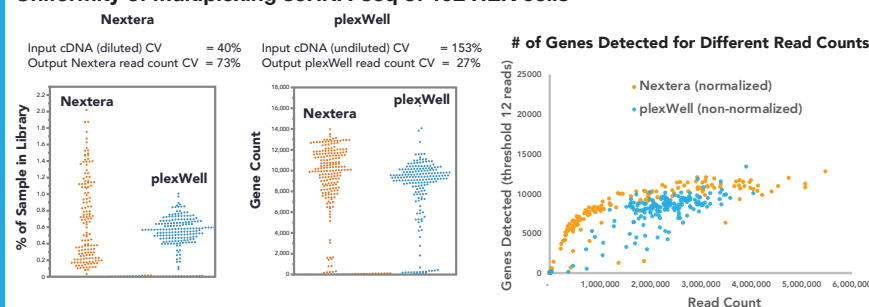 Nextera
plexWell
Input cDNA (diluted) CV = 40%
Output Nextera read count CV = 73%
Input cDNA (undiluted) CV = 153%
Output plexWell read count CV = 27%
# of Genes Detected for Different Read Counts
% of Sample in Library
2.2
2.0
1.8
1.6
1.4
1.2
1.0
0.8
0.6
0.4
0.2
0
Nextera
plexWell
Gene Count
18,000
16,000
14,000
12,000
10,000
8,000
6,000
4,000
2,000
0
Nextera
plexWell
Genes Detected (threshold 12 reads)
25000
20000
15000
10000
5000
0
Nextera (normalized)
plexWell (non-normalized)
-
1,000,000
2,000,000
3,000,000
4,000,000
5,000,000
6,000,000
Read Count